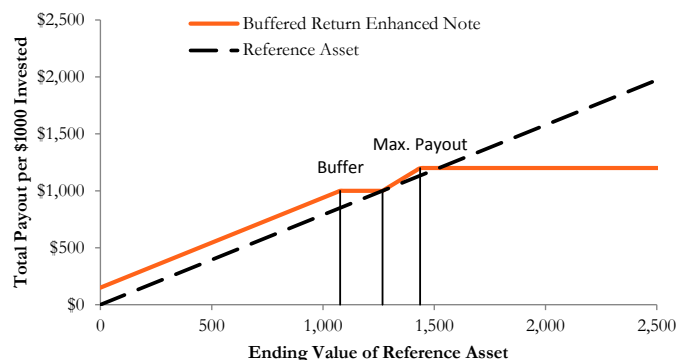 Total Payout per $1000 Invested
$2,500
$2,000
$1,500
$1,000
$500
$0
Buffered Return Enhanced Note
Reference Asset
Max. Payout
Buffer
0
500
1,000
1,500
2,000
2,500
Ending Value of Reference Asset